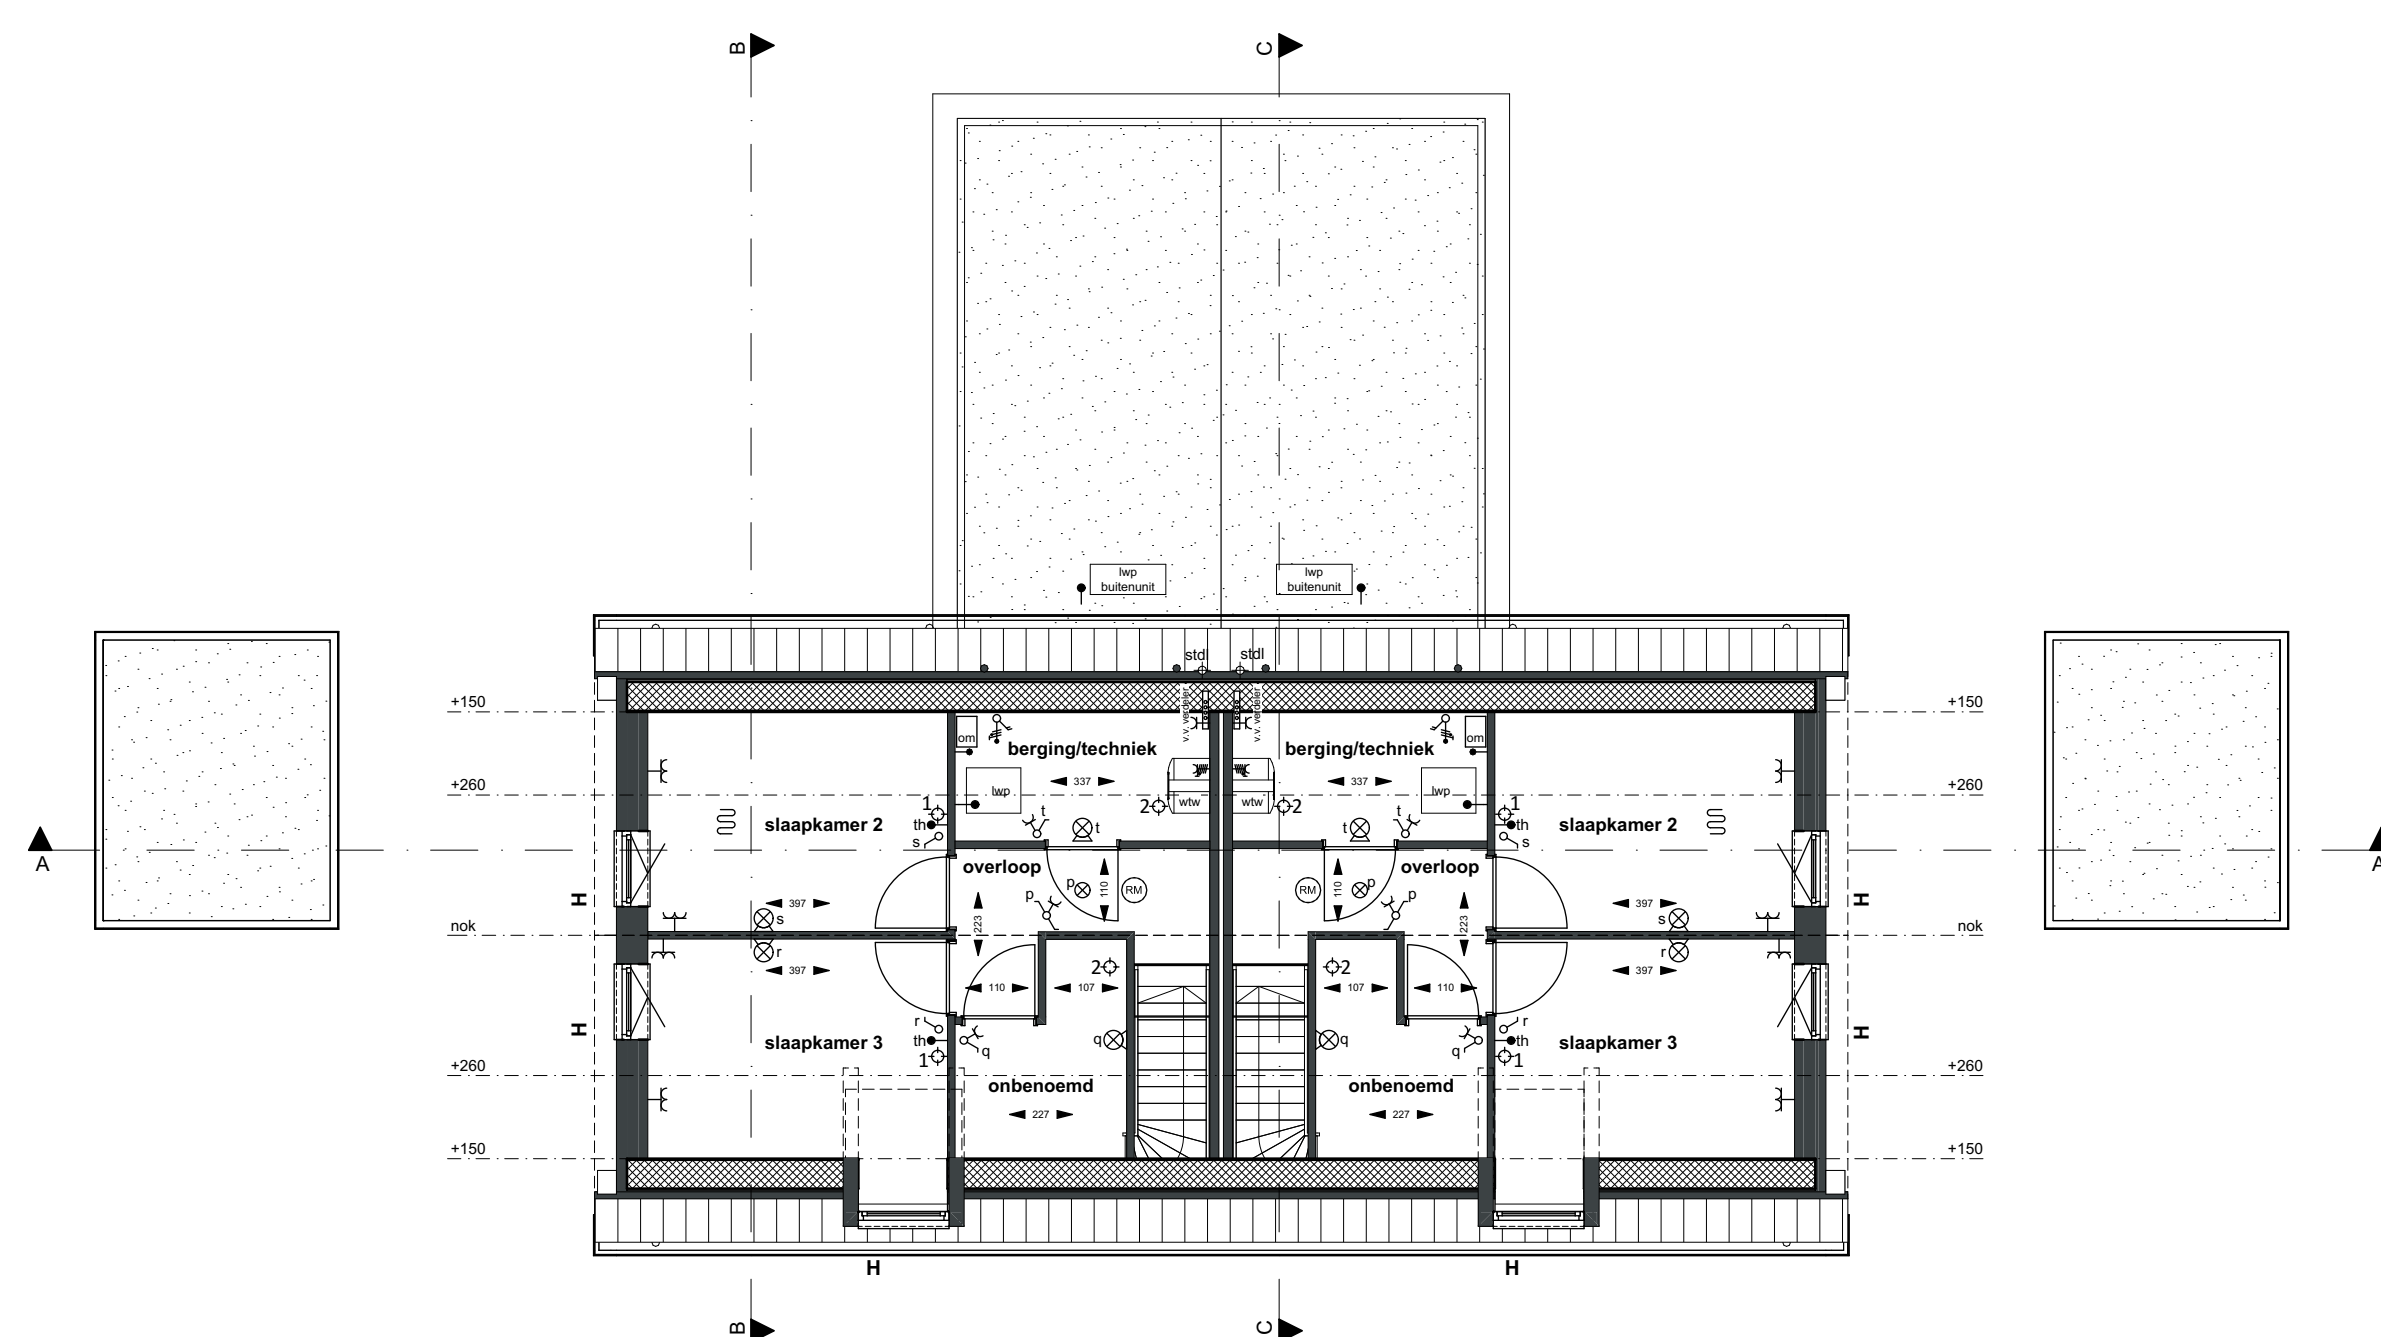 B
C
lwp
buitenunit
lwp
buitenunit
stdl
stdl
+150
+150
v.v. verdeler
v.v. verdeler
om
berging/techniek
berging/techniek
om
337
337
+260
+260
lwp
wtw
wtw
lwp
1
2
2
1
th
slaapkamer 2
t
t
t
t
slaapkamer 2
th
s
s
A
A
overloop
overloop
p
110
RM
RM
110
p
H
397
p
p
397
H
s
223
223
s
nok
nok
r
r
397
2
2
397
110
107
107
110
H
r
r
H
th
slaapkamer 3
q
q
q
q
slaapkamer 3
th
1
1
+260
+260
onbenoemd
onbenoemd
227
227
+150
+150
H
H
B
C